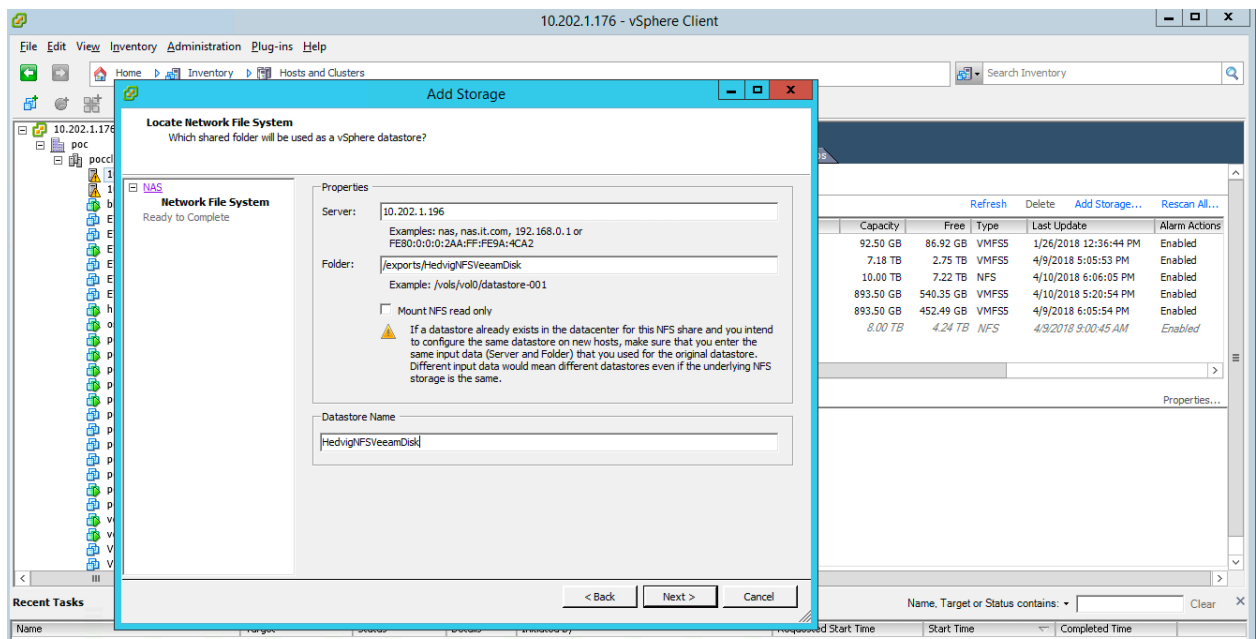 10.202.1.176 - vSphere Client
File Edit View Inventory Administration Plug-ins Help
Home Inventory Hosts and Clusters
Search Inventory
Add Storage
Locate Network File System
Which shared folder will be used as a vSphere datastore?
10.202.1.176
poc
NAS
Network File System
Ready to Complete
Properties
Server: 10.202.1.196
Examples: nas, nas.it.com, 192.168.0.1 or
FE80:0:0:0:2AA:FF:FE9A:4CA2
Folder: /exports/HedvigNFSVeeamDisk
Example: /vols/vol0/datastore-001
Mount NFS read only
If a datastore already exists in the datacenter for this NFS share and you intend
to configure the same datastore on new hosts, make sure that you enter the
same input data (Server and Folder) that you used for the original datastore.
Different input data would mean different datastores even if the underlying NFS
storage is the same.
Datastore Name
HedvigNFSVeeamDisk
< Back Next > Cancel
Refresh Delete Add Storage... Rescan All...
Capacity Free Type Last Update Alarm Actions
92.50 GB 86.92 GB VMFS5 1/26/2018 12:36:44 PM Enabled
7.18 TB 2.75 TB VMFS5 4/9/2018 5:05:53 PM Enabled
10.00 TB 7.22 TB NFS 4/10/2018 6:06:05 PM Enabled
893.50 GB 540.35 GB VMFS5 4/10/2018 5:20:54 PM Enabled
893.50 GB 452.49 GB VMFS5 4/9/2018 6:05:54 PM Enabled
8.00 TB 4.24 TB NFS 4/9/2018 9:00:45 AM Enabled
Properties...
Recent Tasks
Name, Target or Status contains: Clear
Name Start Time Completed Time